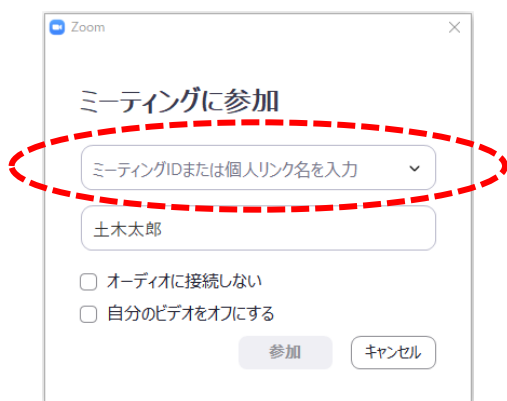 Zoom
ミーティングに参加
ミーティングIDまたは個人リンク名を入力
土木太郎
オーディオに接続しない
自分のビデオをオフにする
参加 キャンセル